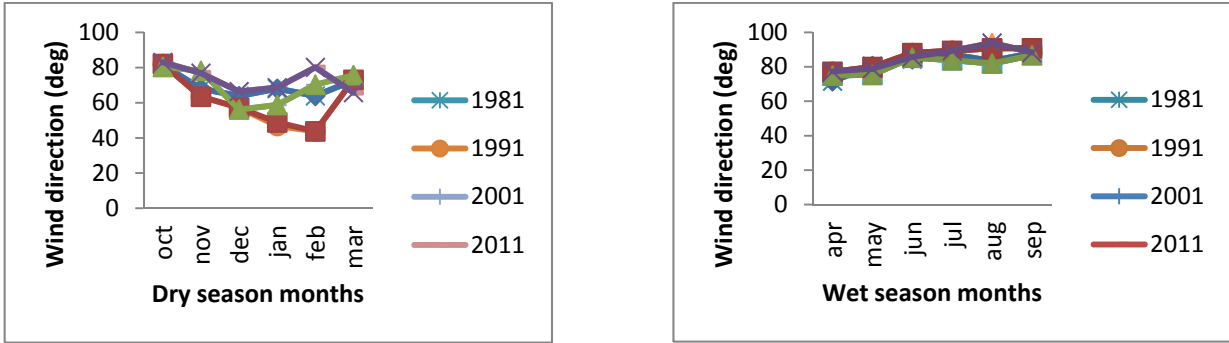 Wind direction (deg)
100
80
60
40
20
0
oct
nov
dec
jan
feb
mar
Dry season months
1981
1991
2001
2011
Wind direction (deg)
100
80
60
40
20
0
apr
may
jun
jul
aug
sep
Wet season months
1981
1991
2001
2011